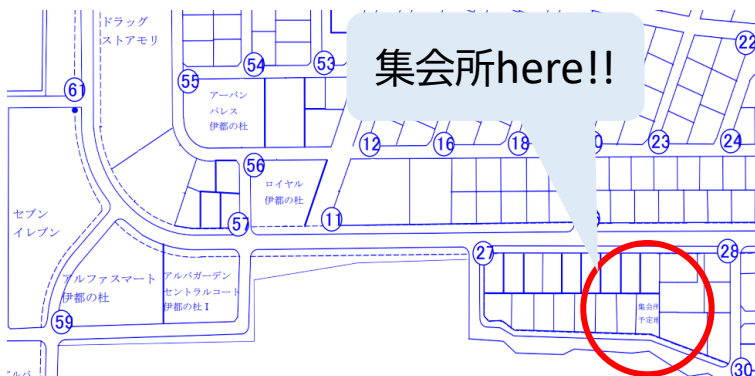 ドラッグ
ストアモリ
集会所here!!
22
54
53
55
61
アーバン
パレス
伊都の杜
12
16
18
23
24
56
ロイヤル
伊都の杜
セブン
イレブン
57
11
27
28
アルファスマート
伊都の杜
アルバガーデン
セントラルコート
伊都の杜Ⅰ
集会所
予定地
59
30